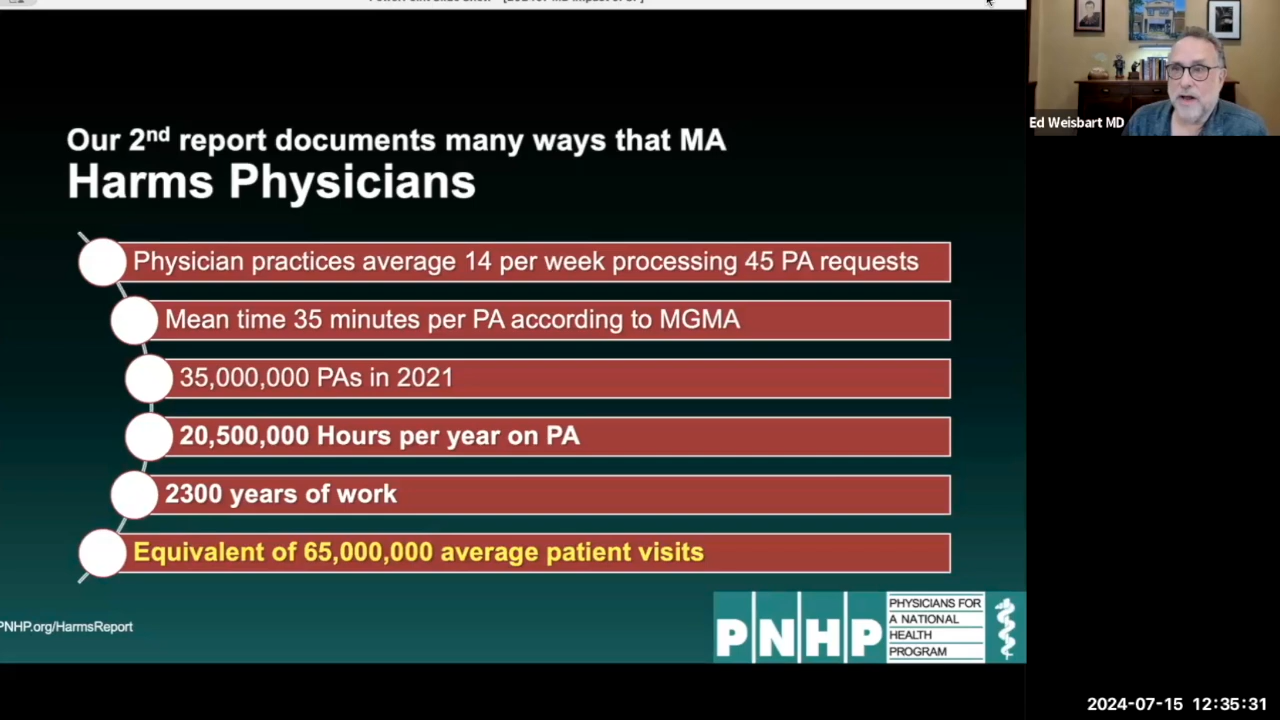 Our 2nd report documents many ways that MA
Harms Physicians
Physician practices average 14 per week processing 45 PA requests
Mean time 35 minutes per PA according to MGMA
35,000,000 PAs in 2021
20,500,000 Hours per year on PA
2300 years of work
Equivalent of 65,000,000 average patient visits
PNHP.org/HarmsReport
PNHP
PHYSICIANS FOR
A NATIONAL
HEALTH
PROGRAM
Ed Weisbart MD
2024-07-15 12:35:31